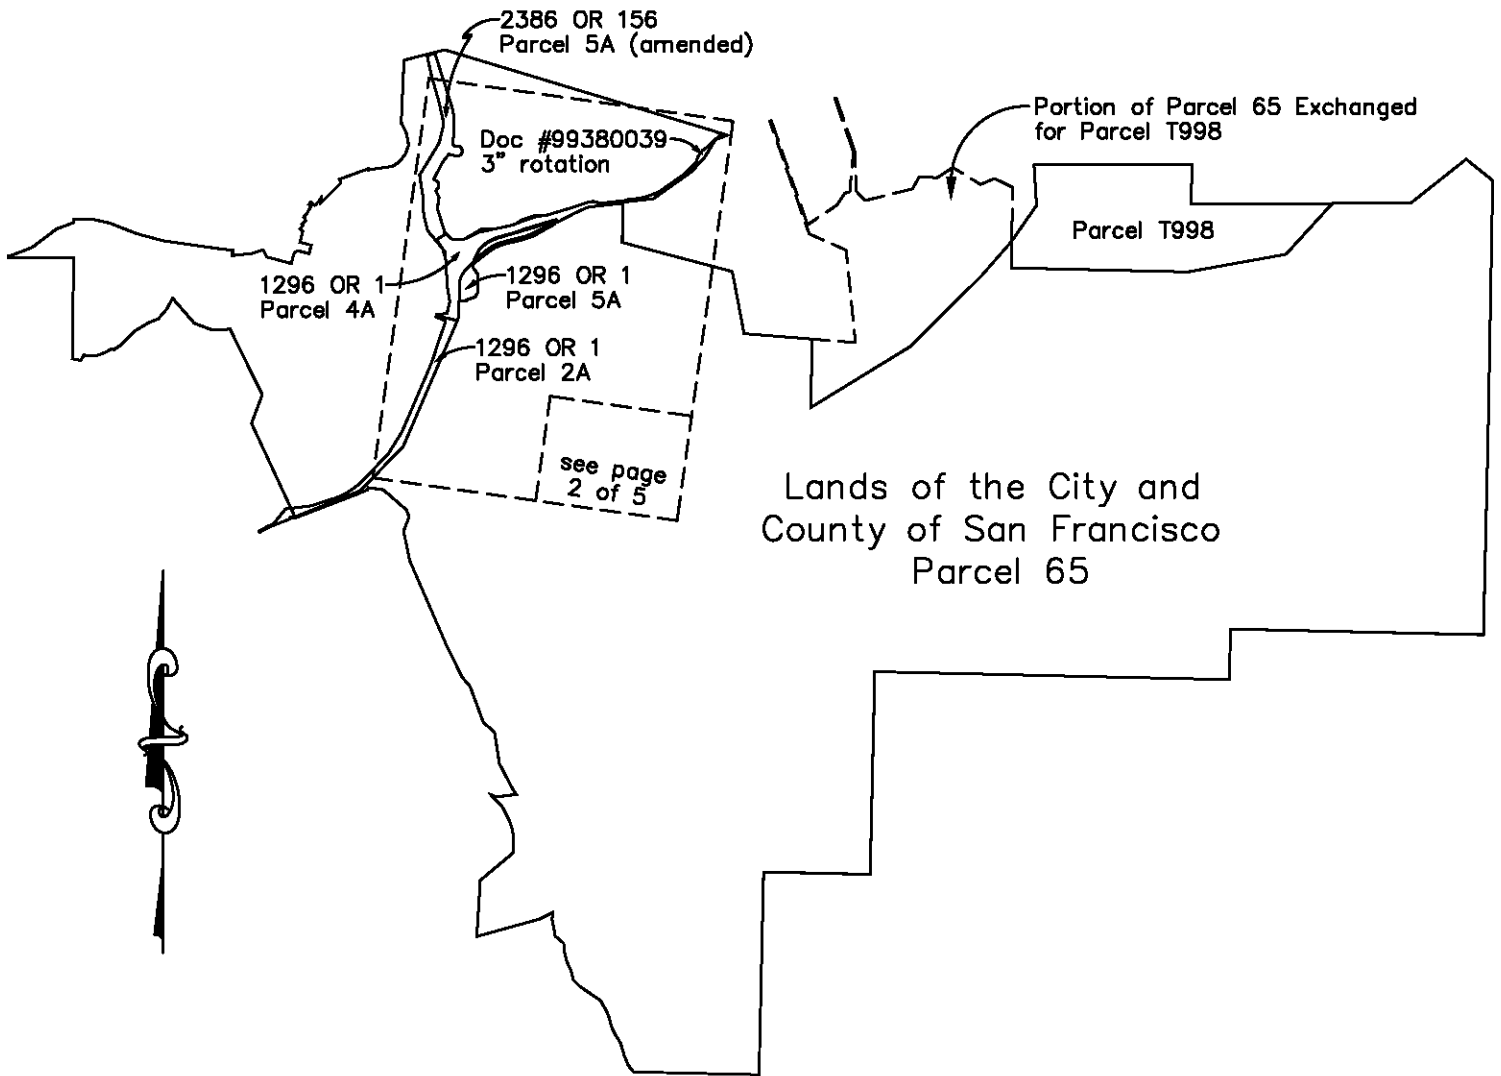 2386 OR 156
Parcel 5A (amended)
Portion of Parcel 65 Exchanged
for Parcel T998
Doc #99380039
3" rotation
Parcel T998
1296 OR 1
Parcel 4A
1296 OR 1
Parcel 5A
1296 OR 1
Parcel 2A
see page
2 of 5
Lands of the City and
County of San Francisco
Parcel 65